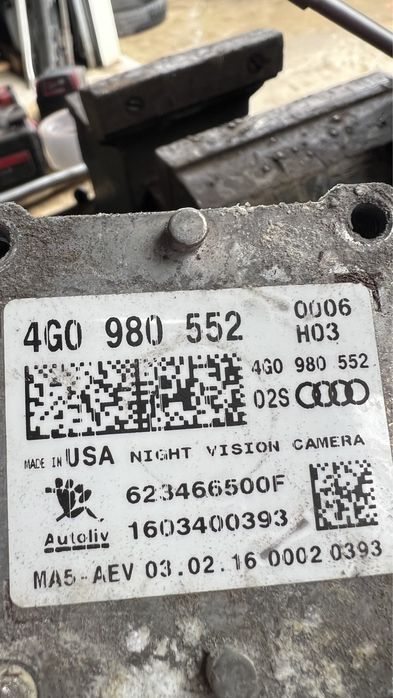 4G0 980 552
0006
H03
4G0 980 552
02S
MADE IN USA NIGHT VISION CAMERA
623466500F
1603400393
Autoliv
MA5-AEV 03.02.16 0002 0393